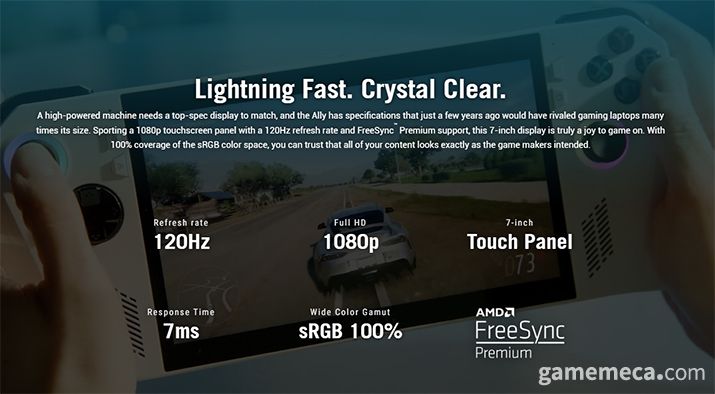 Lightning Fast. Crystal Clear.
A high-powered machine needs a top-spec display to match, and the Ally has specifications that just a few years ago would have rivaled gaming laptops many
times its size. Sporting a 1080p touchscreen panel with a 120Hz refresh rate and FreeSync™ Premium support, this 7-inch display is truly a joy to game on. With
100% coverage of the sRGB color space, you can trust that all of your content looks exactly as the game makers intended.
Refresh rate
120Hz
Full HD
1080p
7-inch
Touch Panel
073
Response Time
7ms
Wide Color Gamut
sRGB 100%
AMD
FreeSync
Premium
gamemeca.com